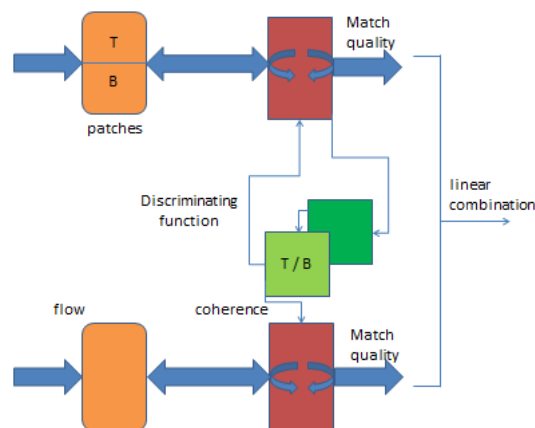 T
B
patches
Match
quality
Discriminating
function
linear
combination
T / B
flow
coherence
Match
quality